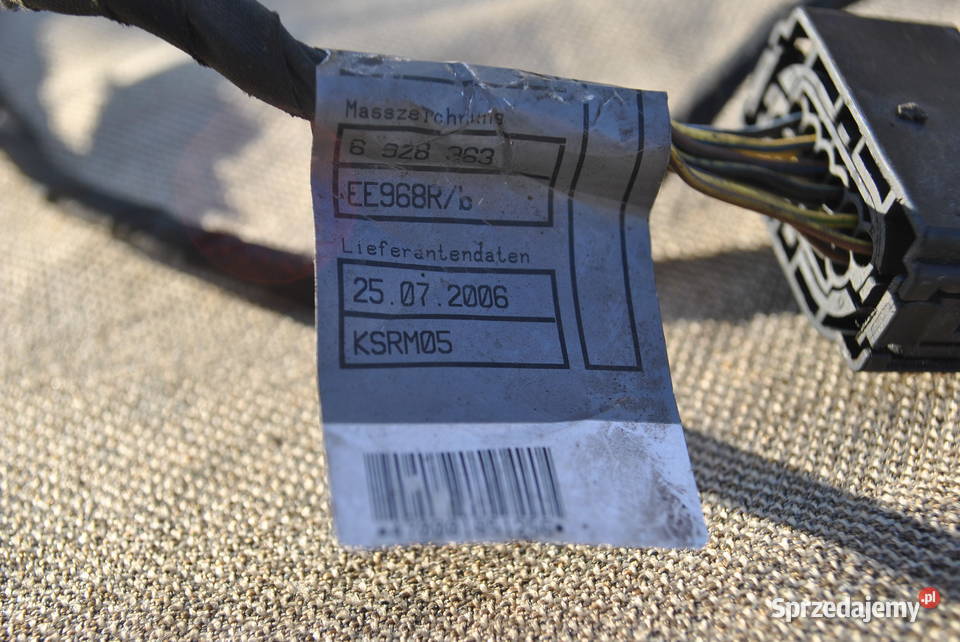 Masszeichnung
6 928 363
EE968R/b
Lieferantendaten
25.07.2006
KSRM05
Sprzedajemy.pl